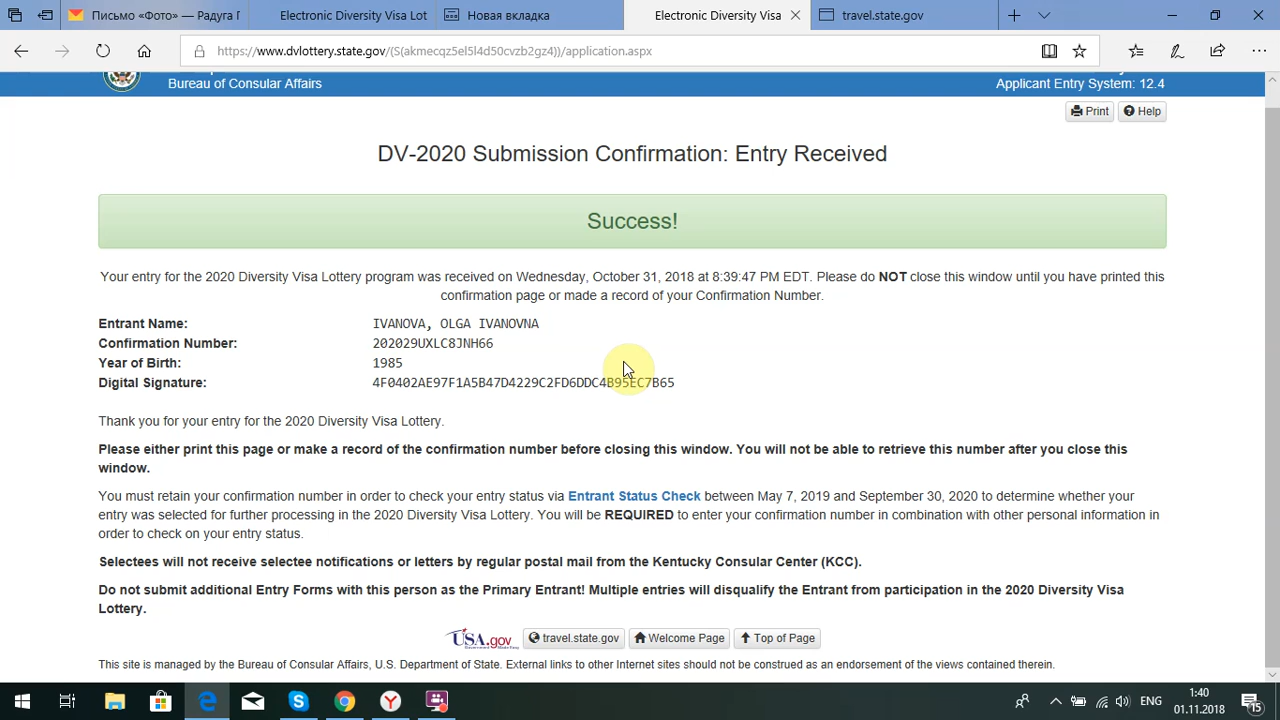 Письмо «Фото» — Радуга Г
Electronic Diversity Visa Lot
Новая вкладка
Electronic Diversity Visa
travel.state.gov
https://www.dvlottery.state.gov/(S(akmecqz5el5l4d50cvzb2gz4))/application.aspx
Bureau of Consular Affairs
Applicant Entry System: 12.4
Print
Help
DV-2020 Submission Confirmation: Entry Received
Success!
Your entry for the 2020 Diversity Visa Lottery program was received on Wednesday, October 31, 2018 at 8:39:47 PM EDT. Please do NOT close this window until you have printed this
confirmation page or made a record of your Confirmation Number.
Entrant Name: IVANOVA, OLGA IVANOVNA
Confirmation Number: 202029UXLC8JNH66
Year of Birth: 1985
Digital Signature: 4F0402AE97F1A5B47D4229C2FD6DDC4B95EC7B65
Thank you for your entry for the 2020 Diversity Visa Lottery.
Please either print this page or make a record of the confirmation number before closing this window. You will not be able to retrieve this number after you close this
window.
You must retain your confirmation number in order to check your entry status via Entrant Status Check between May 7, 2019 and September 30, 2020 to determine whether your
entry was selected for further processing in the 2020 Diversity Visa Lottery. You will be REQUIRED to enter your confirmation number in combination with other personal information in
order to check on your entry status.
Selectees will not receive selectee notifications or letters by regular postal mail from the Kentucky Consular Center (KCC).
Do not submit additional Entry Forms with this person as the Primary Entrant! Multiple entries will disqualify the Entrant from participation in the 2020 Diversity Visa
Lottery.
USA.gov
travel.state.gov
Welcome Page
Top of Page
This site is managed by the Bureau of Consular Affairs, U.S. Department of State. External links to other Internet sites should not be construed as an endorsement of the views contained therein.
ENG
1:40
01.11.2018
15